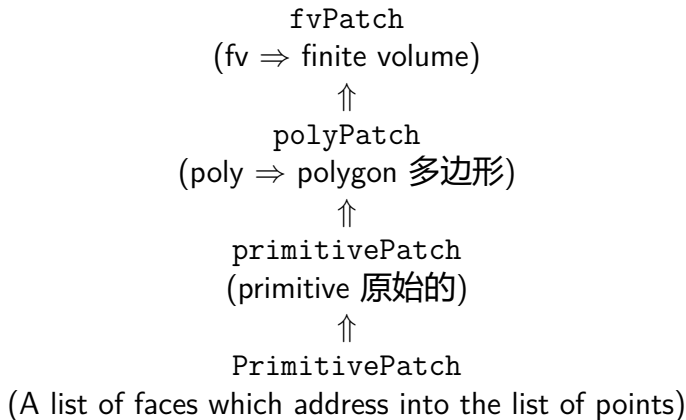 fvPatch
(fv ⇒ finite volume)
⇑
polyPatch
(poly ⇒ polygon 多边形)
⇑
primitivePatch
(primitive 原始的)
⇑
PrimitivePatch
(A list of faces which address into the list of points)